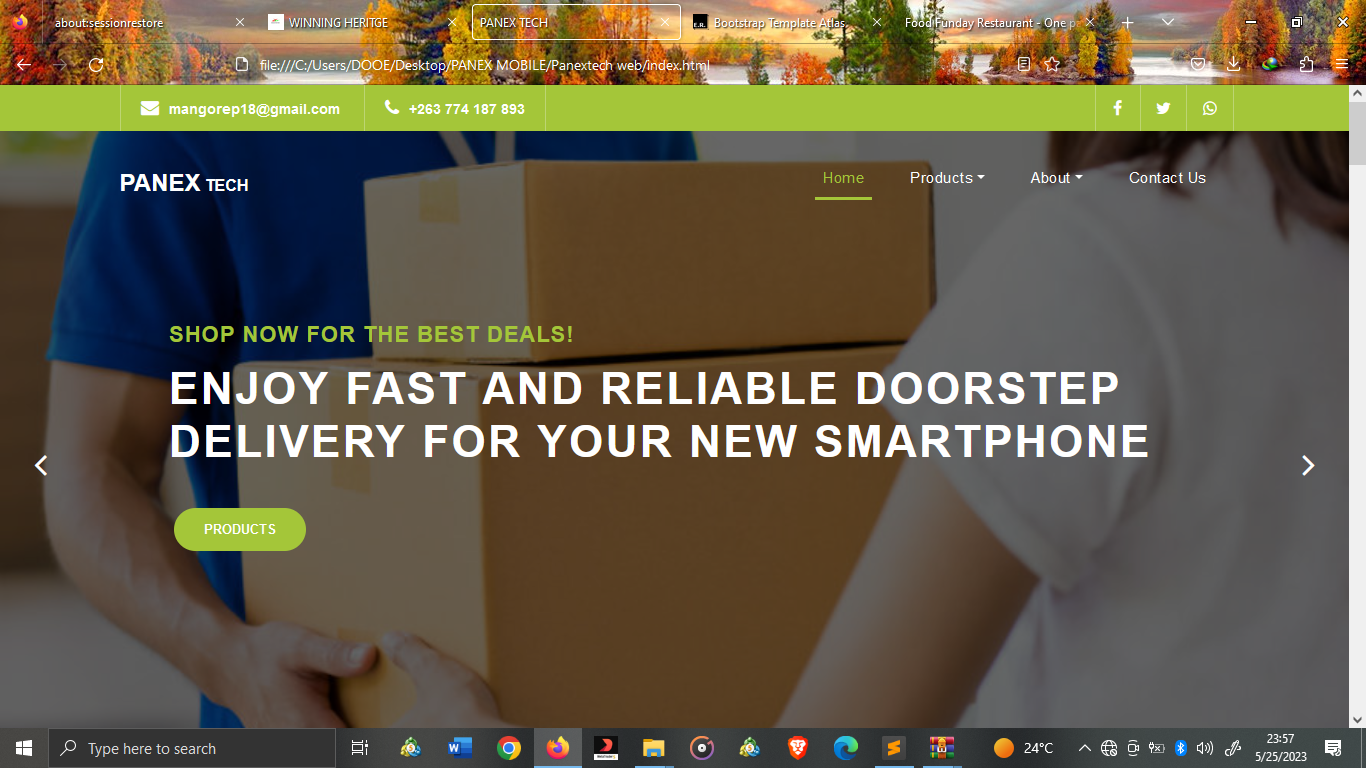 about:sessionrestore
WINNING HERITGE
PANEX TECH
Bootstrap Template Atlas
Food Funday Restaurant - One p
file:///C:/Users/DOOE/Desktop/PANEX MOBILE/Panextech web/index.html
mangorep18@gmail.com
+263 774 187 893
PANEX TECH
Home
Products
About
Contact Us
SHOP NOW FOR THE BEST DEALS!
ENJOY FAST AND RELIABLE DOORSTEP
DELIVERY FOR YOUR NEW SMARTPHONE
PRODUCTS
Type here to search
24°C
23:57
5/25/2023